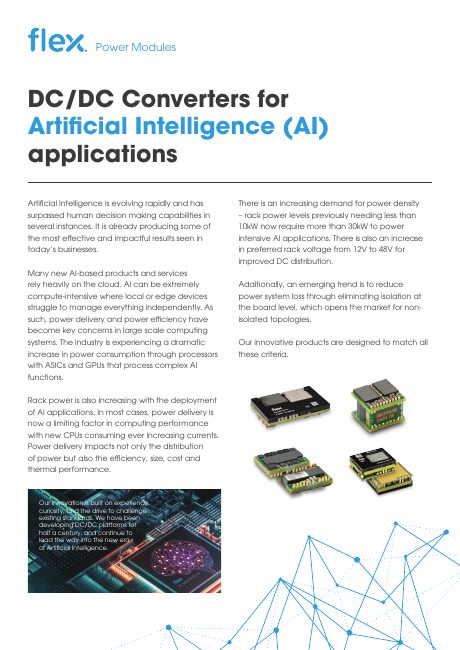 flex. Power Modules
DC/DC Converters for
Artificial Intelligence (AI)
applications
Artificial Intelligence is evolving rapidly and has
surpassed human decision making capabilities in
several instances. It is already producing some of
the most effective and impactful results seen in
today's businesses.
Many new AI-based products and services
rely heavily on the cloud. AI can be extremely
compute-intensive where local or edge devices
struggle to manage everything independently. As
such, power delivery and power efficiency have
become key concerns in large scale computing
systems. The industry is experiencing a dramatic
increase in power consumption through processors
with ASICs and GPUs that process complex AI
functions.
Rack power is also increasing with the deployment
of AI applications. In most cases, power delivery is
now a limiting factor in computing performance
with new CPUs consuming ever increasing currents.
Power delivery impacts not only the distribution
of power but also the efficiency, size, cost and
thermal performance.
Our innovation is built on experience,
curiosity, and the drive to challenge
existing standards. We have been
developing DC/DC platforms for
half a century, and continue to
lead the way into the new era
of Artificial Intelligence.
flex
There is an increasing demand for power density
– rack power levels previously needing less than
10kW now require more than 30kW to power
intensive AI applications. There is also an increase
in preferred rack voltage from 12V to 48V for
improved DC distribution.
Additionally, an emerging trend is to reduce
power system loss through eliminating isolation at
the board level, which opens the market for non-
isolated topologies.
Our innovative products are designed to match all
these criteria.